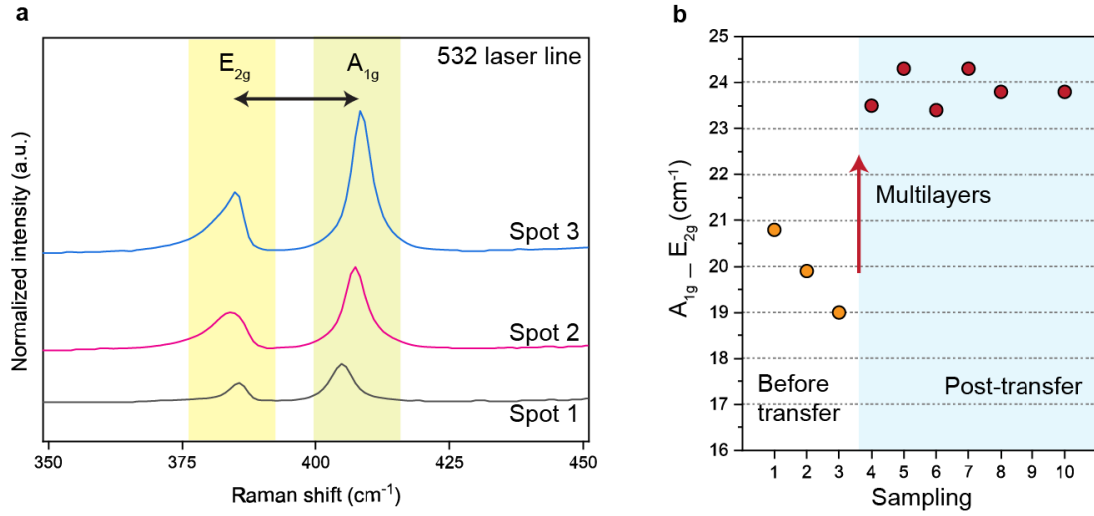 a
532 laser line
E2g
A1g
Spot 3
Spot 2
Spot 1
Normalized intensity (a.u.)
350
375
400
425
450
Raman shift (cm-1)
b
25
24
23
22
21
20
19
18
17
16
A1g _ E2g (cm-1)
Multilayers
Before
transfer
Post-transfer
1
2
3
4
5
6
7
8
9
10
Sampling